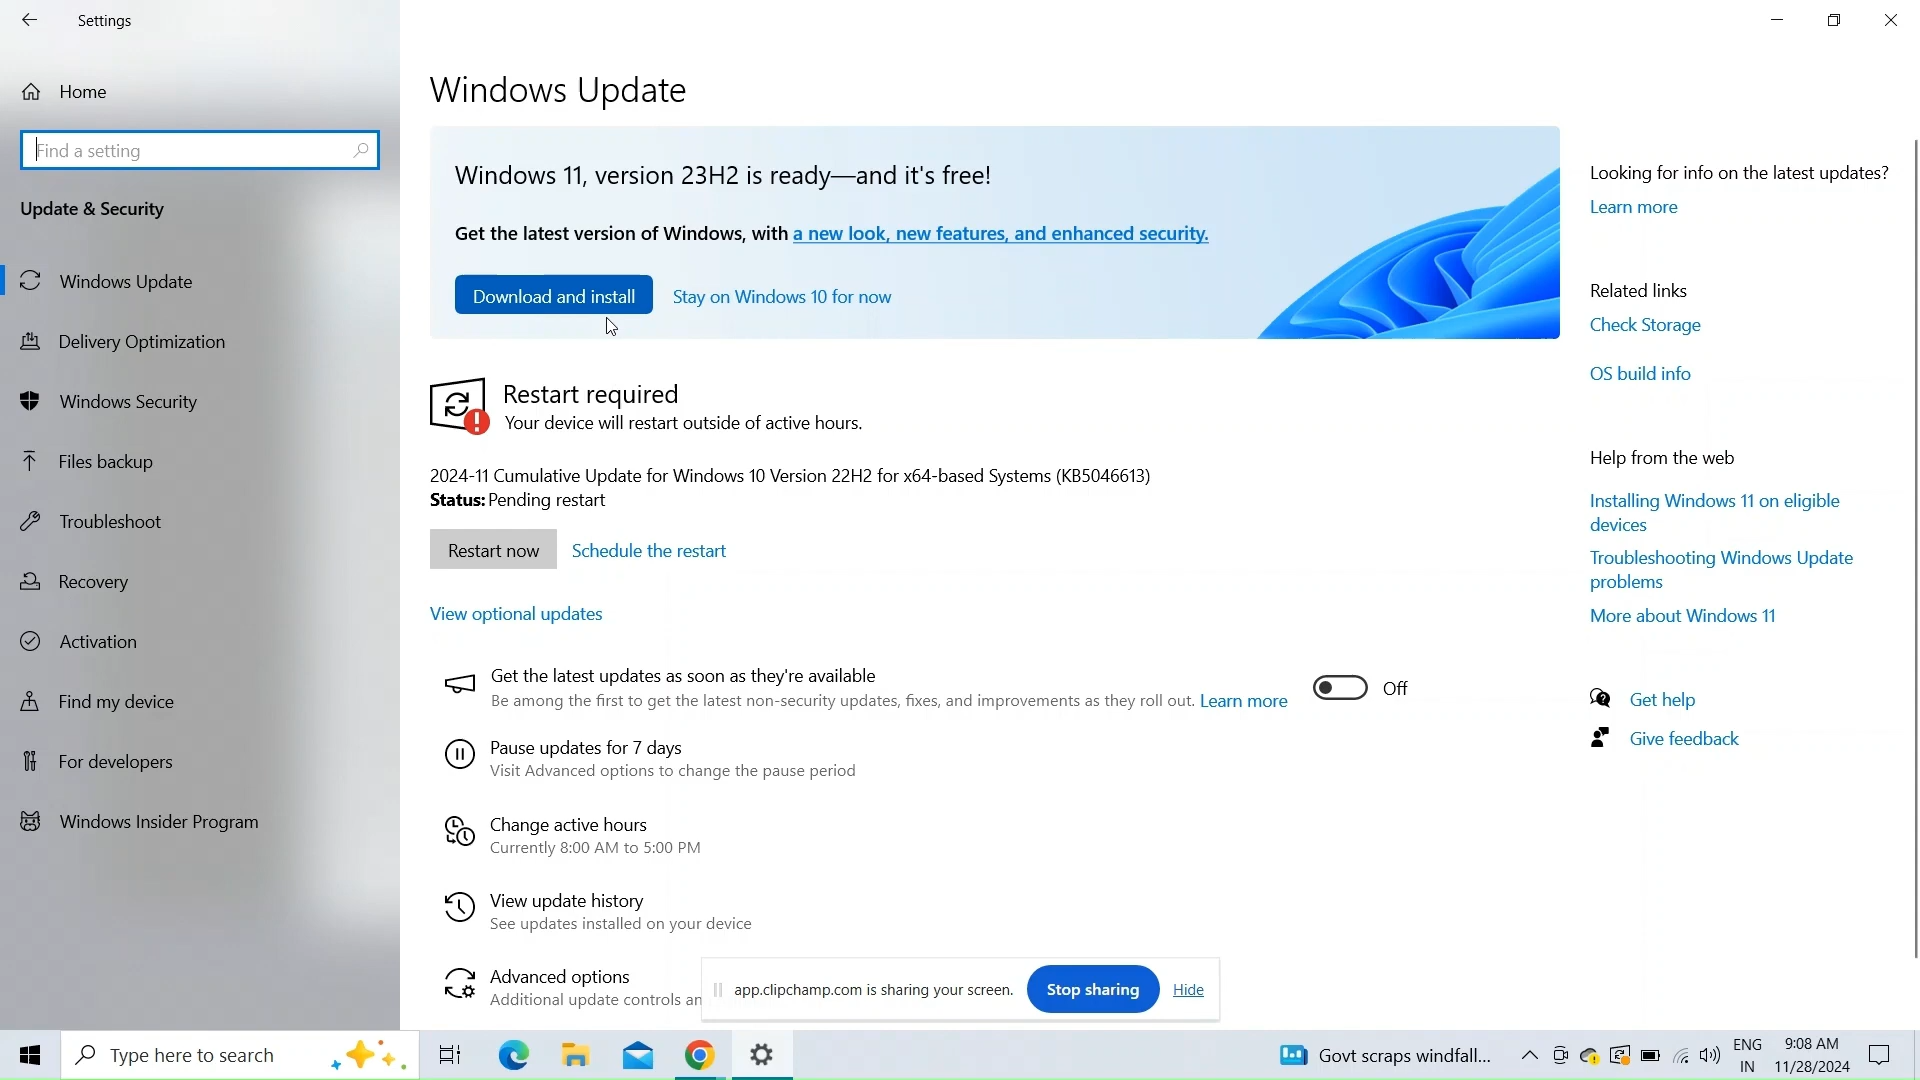 Settings
Home
Find a setting
Update & Security
Windows Update
Delivery Optimization
Windows Security
Files backup
Troubleshoot
Recovery
Activation
Find my device
For developers
Windows Insider Program
Windows Update
Windows 11, version 23H2 is ready—and it's free!
Get the latest version of Windows, with a new look, new features, and enhanced security.
Download and install Stay on Windows 10 for now
Restart required
Your device will restart outside of active hours.
2024-11 Cumulative Update for Windows 10 Version 22H2 for x64-based Systems (KB5046613)
Status: Pending restart
Restart now Schedule the restart
View optional updates
Get the latest updates as soon as they're available
Be among the first to get the latest non-security updates, fixes, and improvements as they roll out. Learn more
Off
Pause updates for 7 days
Visit Advanced options to change the pause period
Change active hours
Currently 8:00 AM to 5:00 PM
View update history
See updates installed on your device
Advanced options
Additional update controls an
Looking for info on the latest updates?
Learn more
Related links
Check Storage
OS build info
Help from the web
Installing Windows 11 on eligible
devices
Troubleshooting Windows Update
problems
More about Windows 11
Get help
Give feedback
app.clipchamp.com is sharing your screen. Stop sharing Hide
Type here to search
Govt scraps windfall...
ENG
IN
9:08 AM
11/28/2024